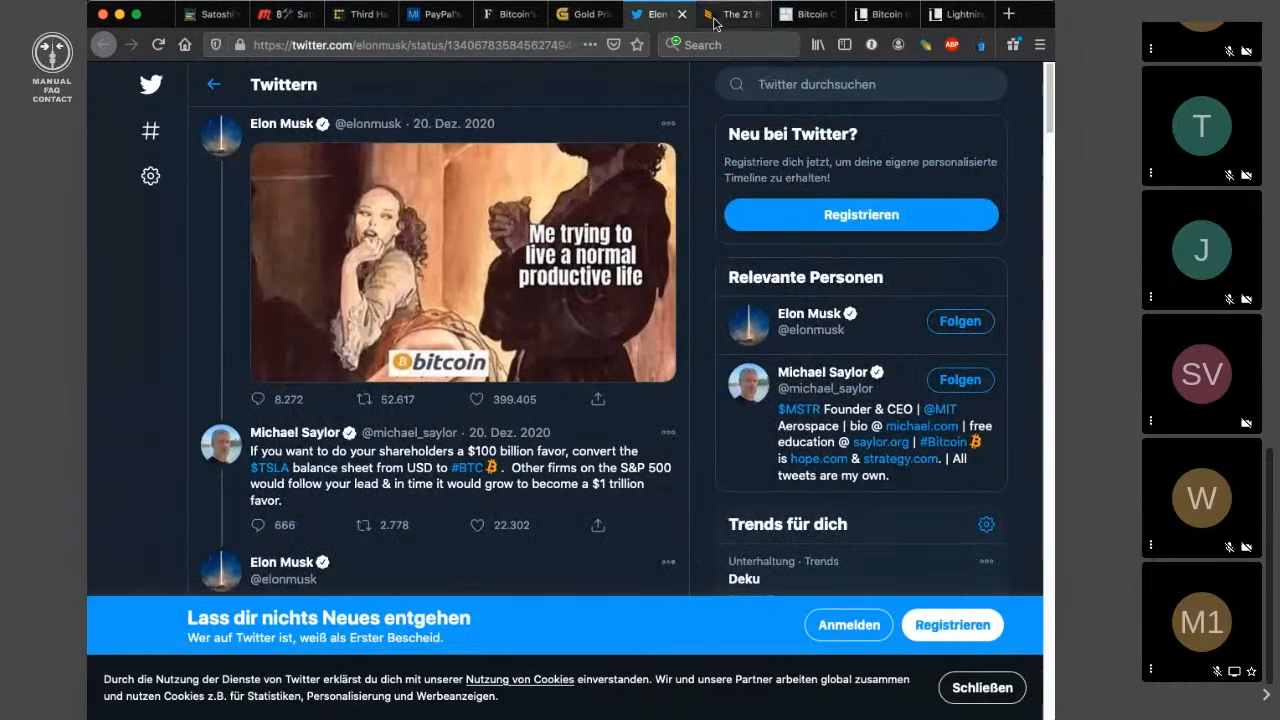 Satoshi'
Sat
Third Ha
PayPal's
Bitcoin's
Gold Pri
Elon
The 21
Bitcoin C
Bitcoin
Lightnin
https://twitter.com/elonmusk/status/134067835845627494
Search
ABP
MANUAL
FAQ
CONTACT
Twittern
Elon Musk @elonmusk · 20. Dez. 2020
Me trying to
live a normal
productive life
bitcoin
8.272 52.617 399.405
Michael Saylor @michael_saylor · 20. Dez. 2020
If you want to do your shareholders a $100 billion favor, convert the
$TSLA balance sheet from USD to #BTC. Other firms on the S&P 500
would follow your lead & in time it would grow to become a $1 trillion
favor.
666 2.778 22.302
Elon Musk
@elonmusk
Twitter durchsuchen
Neu bei Twitter?
Registriere dich jetzt, um deine eigene personalisierte
Timeline zu erhalten!
Registrieren
Relevante Personen
Elon Musk
@elonmusk
Folgen
Michael Saylor
@michael_saylor
Folgen
$MSTR Founder & CEO | @MIT
Aerospace | bio @ michael.com | free
education @ saylor.org | #Bitcoin
is hope.com & strategy.com. | All
tweets are my own.
Trends für dich
Unterhaltung · Trends
Deku
Lass dir nichts Neues entgehen
Wer auf Twitter ist, weiß als Erster Bescheid.
Anmelden
Registrieren
Durch die Nutzung der Dienste von Twitter erklärst du dich mit unserer Nutzung von Cookies einverstanden. Wir und unsere Partner arbeiten global zusammen
und nutzen Cookies z.B. für Statistiken, Personalisierung und Werbeanzeigen.
Schließen
T
J
SV
W
M1